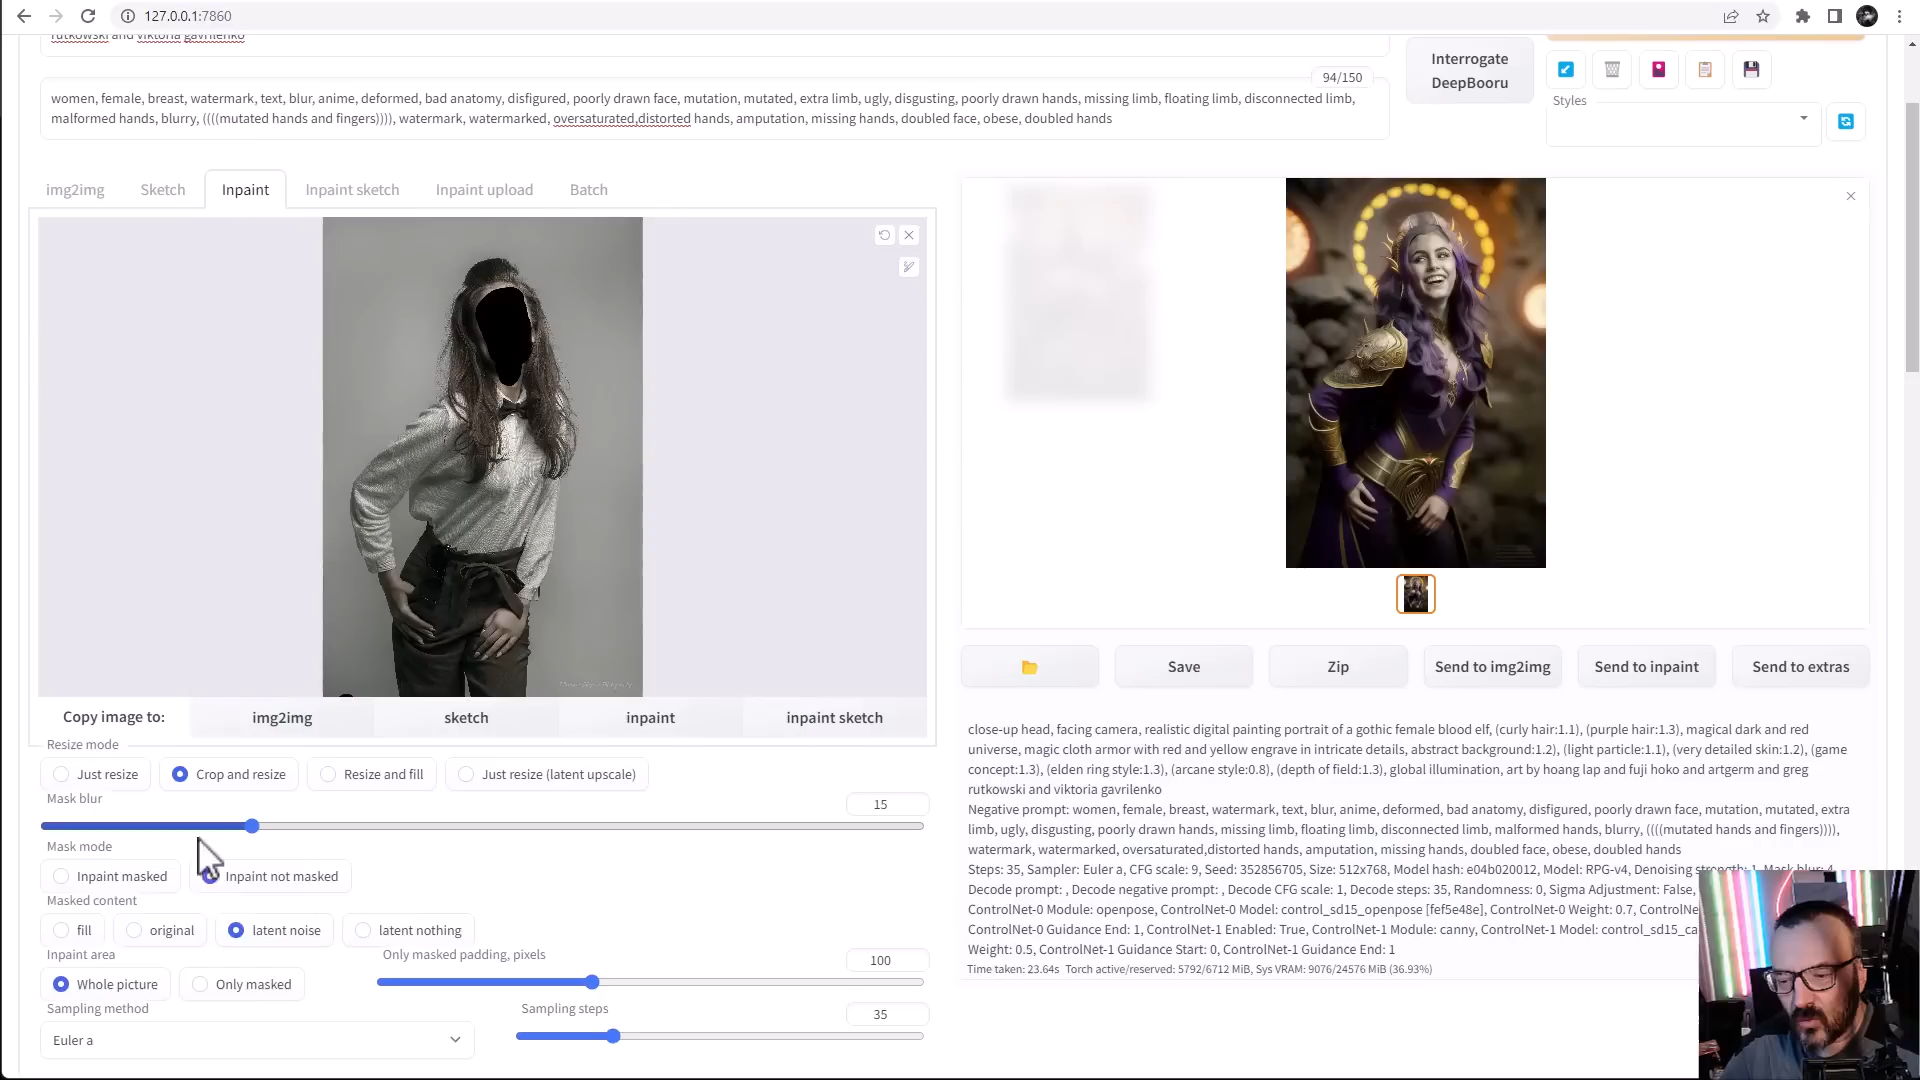 127.0.0.1:7860
rutkowski and viktoria gavrilenko
94/150
women, female, breast, watermark, text, blur, anime, deformed, bad anatomy, disfigured, poorly drawn face, mutation, mutated, extra limb, ugly, disgusting, poorly drawn hands, missing limb, floating limb, disconnected limb,
malformed hands, blurry, ((((mutated hands and fingers)))), watermark, watermarked, oversaturated,distorted hands, amputation, missing hands, doubled face, obese, doubled hands
Interrogate
DeepBooru
Styles
img2img Sketch Inpaint Inpaint sketch Inpaint upload Batch
Copy image to: img2img sketch inpaint inpaint sketch
Resize mode
Just resize Crop and resize Resize and fill Just resize (latent upscale)
Mask blur 15
Mask mode
Inpaint masked Inpaint not masked
Masked content
fill original latent noise latent nothing
Inpaint area Only masked padding, pixels 100
Whole picture Only masked
Sampling method Sampling steps 35
Euler a
Save Zip Send to img2img Send to inpaint Send to extras
close-up head, facing camera, realistic digital painting portrait of a gothic female blood elf, (curly hair:1.1), (purple hair:1.3), magical dark and red
universe, magic cloth armor with red and yellow engrave in intricate details, abstract background:1.2), (light particle:1.1), (very detailed skin:1.2), (game
concept:1.3), (elden ring style:1.3), (arcane style:0.8), (depth of field:1.3), global illumination, art by hoang lap and fuji hoko and artgerm and greg
rutkowski and viktoria gavrilenko
Negative prompt: women, female, breast, watermark, text, blur, anime, deformed, bad anatomy, disfigured, poorly drawn face, mutation, mutated, extra
limb, ugly, disgusting, poorly drawn hands, missing limb, floating limb, disconnected limb, malformed hands, blurry, ((((mutated hands and fingers)))),
watermark, watermarked, oversaturated,distorted hands, amputation, missing hands, doubled face, obese, doubled hands
Steps: 35, Sampler: Euler a, CFG scale: 9, Seed: 352856705, Size: 512x768, Model hash: e04b020012, Model: RPG-v4, Denoising strength: 1, Mask blur: 4,
Decode prompt: , Decode negative prompt: , Decode CFG scale: 1, Decode steps: 35, Randomness: 0, Sigma Adjustment: False,
ControlNet-0 Module: openpose, ControlNet-0 Model: control_sd15_openpose [fef5e48e], ControlNet-0 Weight: 0.7,
ControlNet-0 Guidance End: 1, ControlNet-1 Enabled: True, ControlNet-1 Module: canny, ControlNet-1 Model:
Weight: 0.5, ControlNet-1 Guidance Start: 0, ControlNet-1 Guidance End: 1
Time taken: 23.64s Torch active/reserved: 5792/6712 MiB, Sys VRAM: 9076/24576 MiB (36.93%)